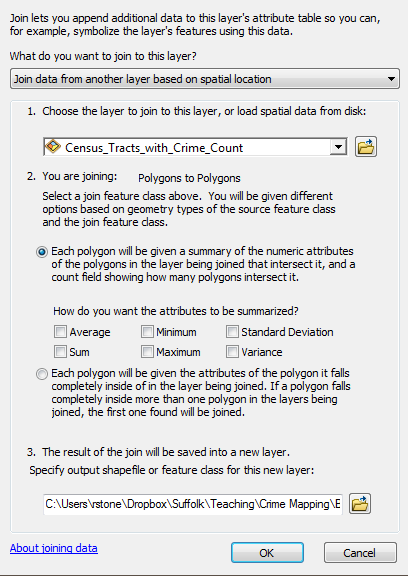 Join lets you append additional data to this layer's attribute table so you can,
for example, symbolize the layer's features using this data.
What do you want to join to this layer?
Join data from another layer based on spatial location
1. Choose the layer to join to this layer, or load spatial data from disk:
Census_Tracts_with_Crime_Count
2. You are joining: Polygons to Polygons
Select a join feature class above. You will be given different
options based on geometry types of the source feature class
and the join feature class.
Each polygon will be given a summary of the numeric attributes
of the polygons in the layer being joined that intersect it, and a
count field showing how many polygons intersect it.
How do you want the attributes to be summarized?
Average Minimum Standard Deviation
Sum Maximum Variance
Each polygon will be given the attributes of the polygon it falls
completely inside of in the layer being joined. If a polygon falls
completely inside more than one polygon in the layers being
joined, the first one found will be joined.
3. The result of the join will be saved into a new layer.
Specify output shapefile or feature class for this new layer:
C:\Users\rstone\Dropbox\Suffolk\Teaching\Crime Mapping\E
About joining data OK Cancel